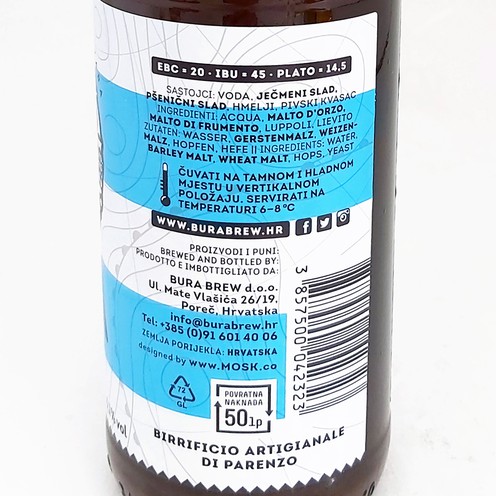 EBC = 20 • IBU = 45 • PLATO = 14,5
SASTOJCI: VODA, JEČMENI SLAD,
PŠENIČNI SLAD, HMELJI, PIVSKI KVASAC
INGREDIENTI: ACQUA, MALTO D'ORZO,
MALTO DI FRUMENTO, LUPPOLI, LIEVITO
ZUTATEN: WASSER, GERSTENMALZ, WEIZEN-
MALZ, HOPFEN, HEFE || INGREDIENTS: WATER,
BARLEY MALT, WHEAT MALT, HOPS, YEAST
ČUVATI NA TAMNOM I HLADNOM
MJESTU U VERTIKALNOM
POLOŽAJU. SERVIRATI NA
TEMPERATURI 6–8 °C
WWW.BURABREW.HR
PROIZVODI I PUNI:
BREWED AND BOTTLED BY:
PRODOTTO E IMBOTTIGLIATO DA:
BURA BREW d.o.o.
Ul. Mate Vlašića 26/19,
Poreč, Hrvatska
info@burabrew.hr
Tel: +385 (0)91 601 40 06
ZEMLJA PORIJEKLA: HRVATSKA
designed by www.MOSK.co
3 857500 042323
72
GL
POVRATNA
NAKNADA
50lp
%vol
BIRRIFICIO ARTIGIANALE
DI PARENZO